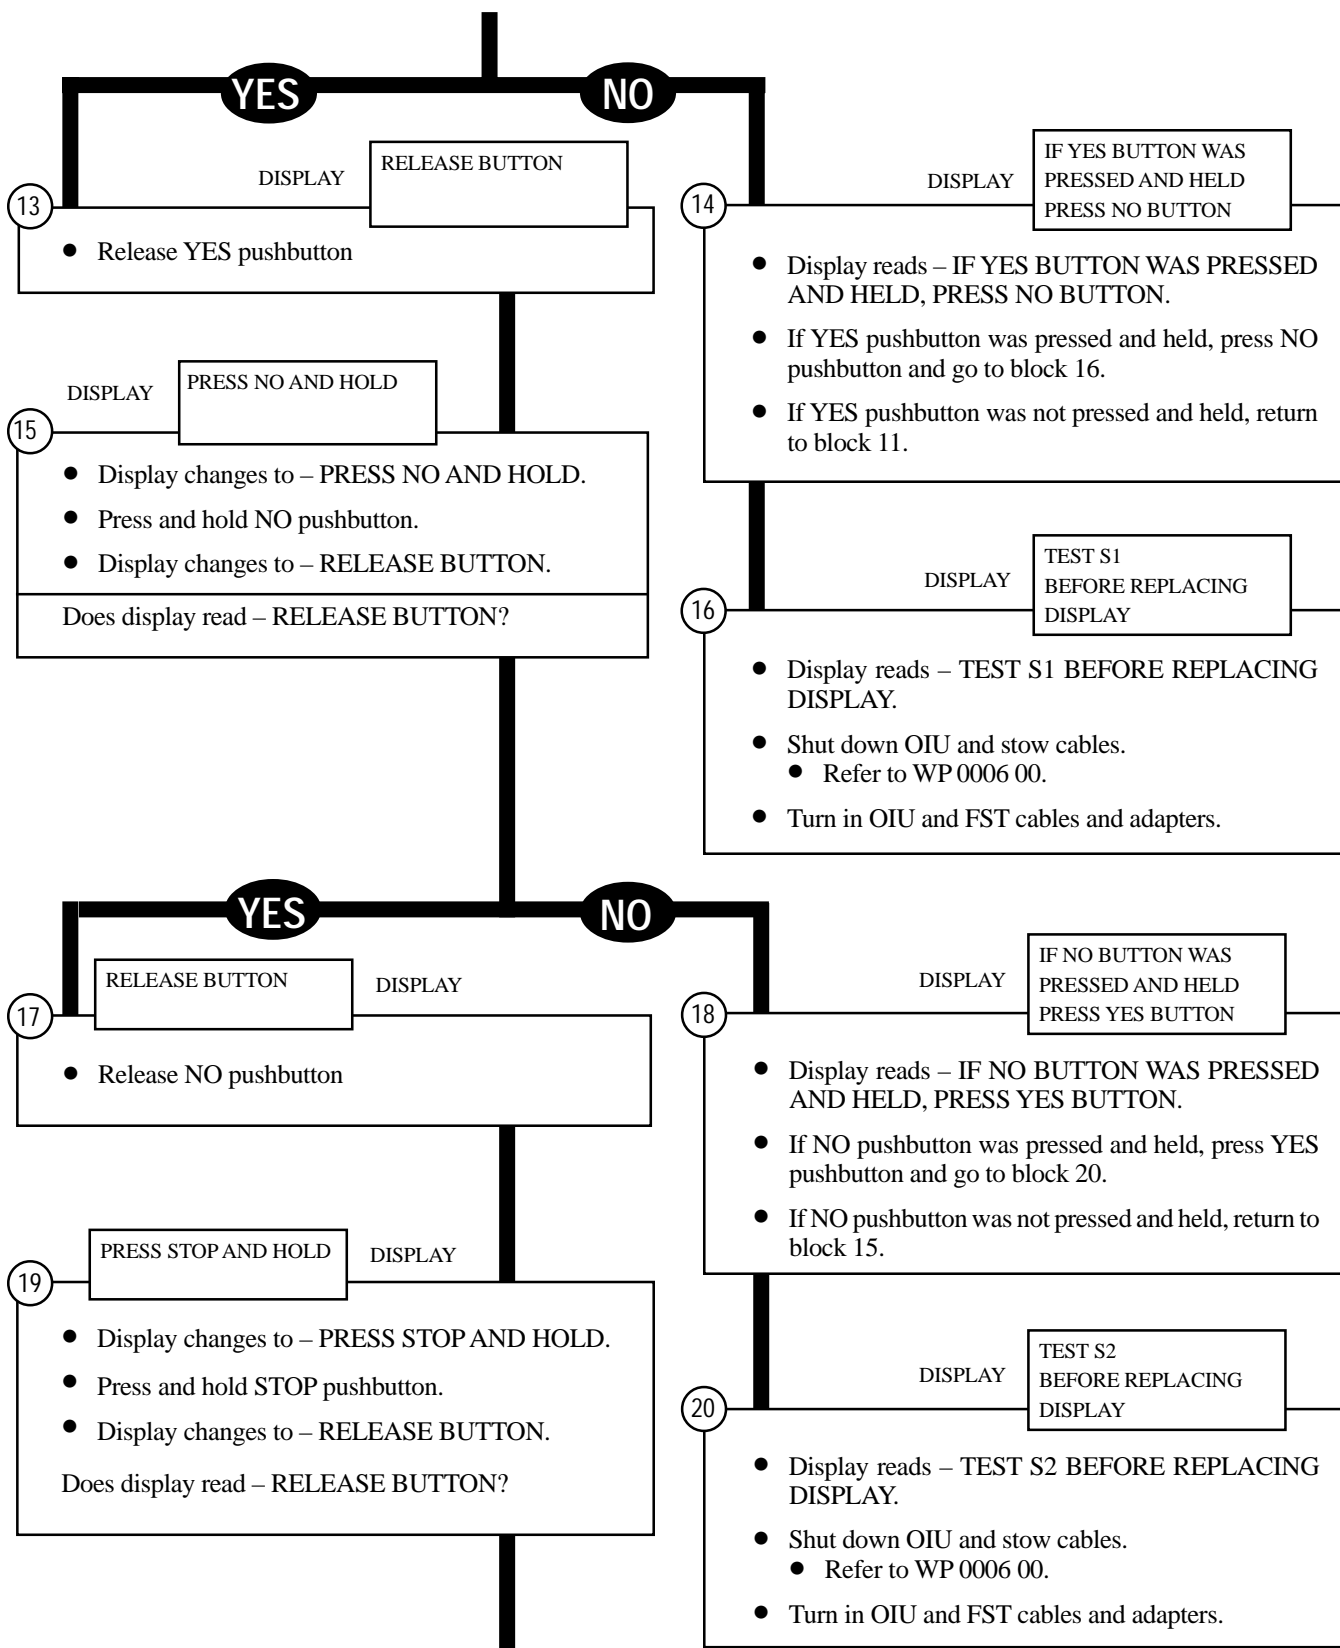 YES
NO
DISPLAY
RELEASE BUTTON
13
• Release YES pushbutton
DISPLAY
IF YES BUTTON WAS
PRESSED AND HELD
PRESS NO BUTTON
14
• Display reads – IF YES BUTTON WAS PRESSED
AND HELD, PRESS NO BUTTON.
• If YES pushbutton was pressed and held, press NO
pushbutton and go to block 16.
• If YES pushbutton was not pressed and held, return
to block 11.
DISPLAY
PRESS NO AND HOLD
15
• Display changes to – PRESS NO AND HOLD.
• Press and hold NO pushbutton.
• Display changes to – RELEASE BUTTON.
Does display read – RELEASE BUTTON?
DISPLAY
TEST S1
BEFORE REPLACING
DISPLAY
16
• Display reads – TEST S1 BEFORE REPLACING
DISPLAY.
• Shut down OIU and stow cables.
• Refer to WP 0006 00.
• Turn in OIU and FST cables and adapters.
YES
NO
RELEASE BUTTON
DISPLAY
17
• Release NO pushbutton
DISPLAY
IF NO BUTTON WAS
PRESSED AND HELD
PRESS YES BUTTON
18
• Display reads – IF NO BUTTON WAS PRESSED
AND HELD, PRESS YES BUTTON.
• If NO pushbutton was pressed and held, press YES
pushbutton and go to block 20.
• If NO pushbutton was not pressed and held, return to
block 15.
PRESS STOP AND HOLD
DISPLAY
19
• Display changes to – PRESS STOP AND HOLD.
• Press and hold STOP pushbutton.
• Display changes to – RELEASE BUTTON.
Does display read – RELEASE BUTTON?
DISPLAY
TEST S2
BEFORE REPLACING
DISPLAY
20
• Display reads – TEST S2 BEFORE REPLACING
DISPLAY.
• Shut down OIU and stow cables.
• Refer to WP 0006 00.
• Turn in OIU and FST cables and adapters.